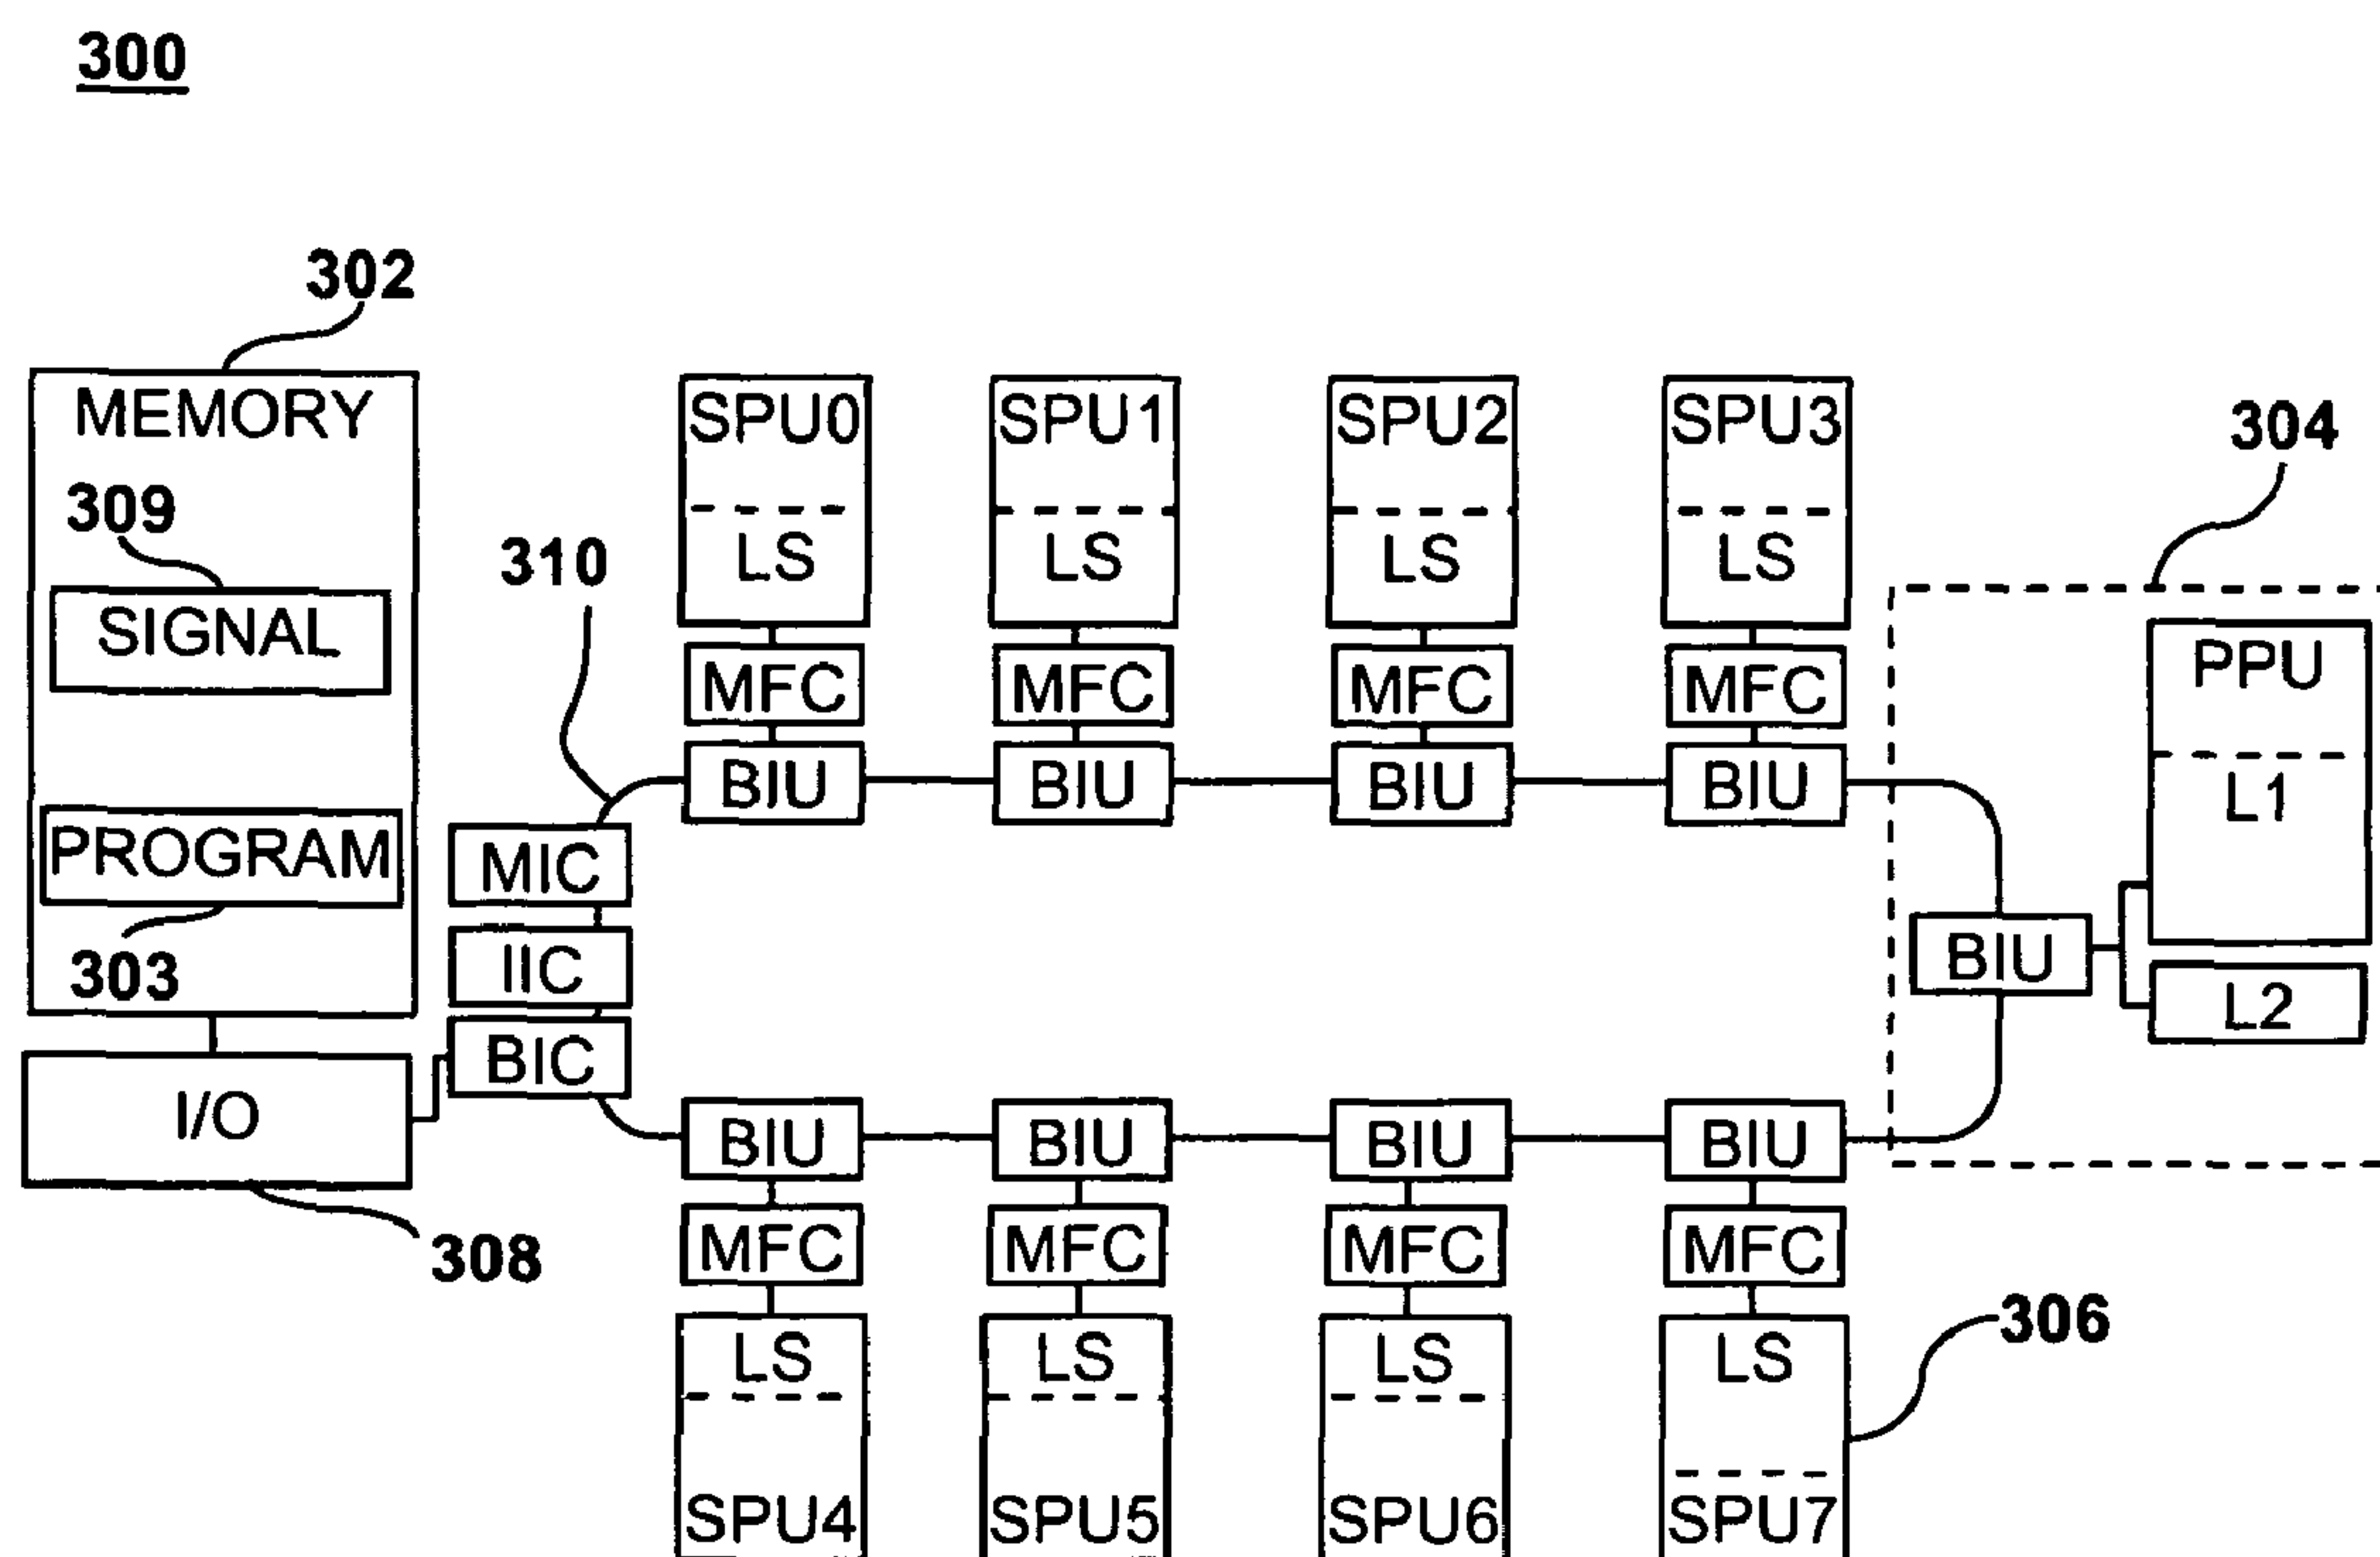 300
302
MEMORY
309
SIGNAL
PROGRAM
303
I/O
308
310
MIC
IIC
BIC
SPU0 SPU1 SPU2 SPU3
LS LS LS LS
MFC MFC MFC MFC
BIU BIU BIU BIU
304
PPU
L1
BIU
L2
BIU BIU BIU BIU
MFC MFC MFC MFC
LS LS LS LS
SPU4 SPU5 SPU6 SPU7
306